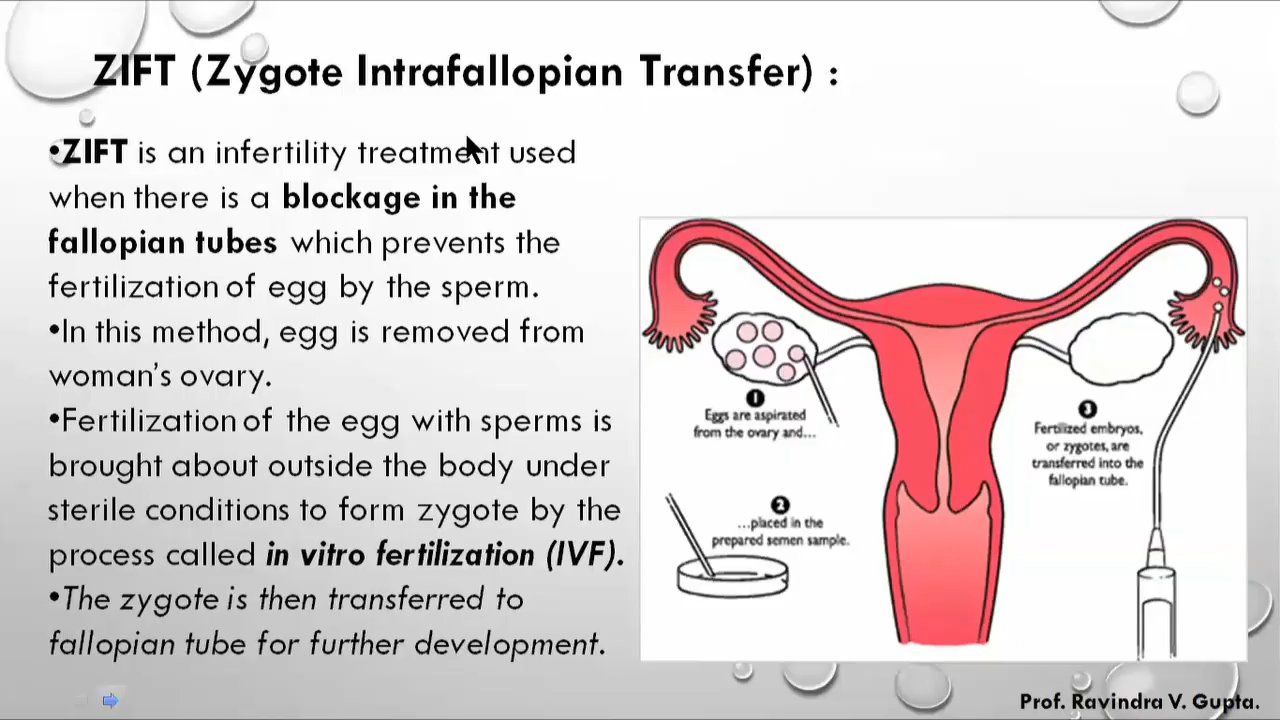 ZIFT (Zygote Intrafallopian Transfer) :
•ZIFT is an infertility treatment used
when there is a blockage in the
fallopian tubes which prevents the
fertilization of egg by the sperm.
•In this method, egg is removed from
woman's ovary.
•Fertilization of the egg with sperms is
brought about outside the body under
sterile conditions to form zygote by the
process called in vitro fertilization (IVF).
•The zygote is then transferred to
fallopian tube for further development.
1
Eggs are aspirated
from the ovary and...
2
...placed in the
prepared semen sample.
3
Fertilized embryos,
or zygotes, are
transferred into the
fallopian tube.
Prof. Ravindra V. Gupta.